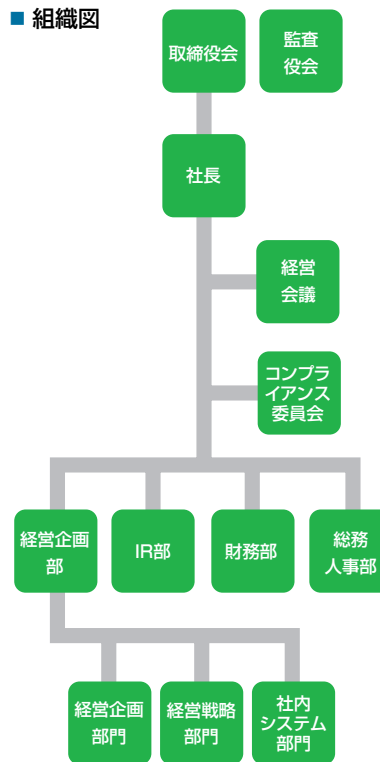 ■ 組織図
取締役会
監査
役会
社長
経営
会議
コンプラ
イアンス
委員会
経営企画
部
IR部
財務部
総務
人事部
経営企画
部門
経営戦略
部門
社内
システム
部門